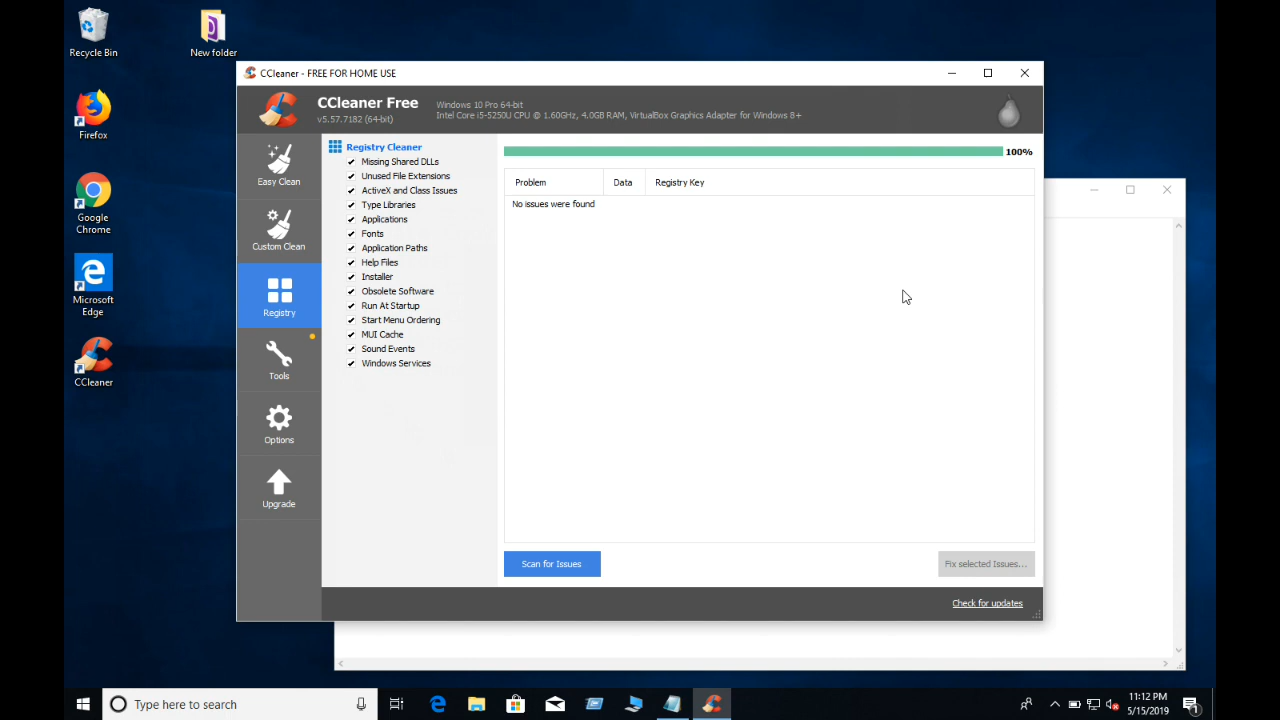 Recycle Bin
New folder
Firefox
Google
Chrome
Microsoft
Edge
CCleaner
CCleaner - FREE FOR HOME USE
CCleaner Free
v5.57.7182 (64-bit)
Windows 10 Pro 64-bit
Intel Core i5-5250U CPU @ 1.60GHz, 4.0GB RAM, VirtualBox Graphics Adapter for Windows 8+
Easy Clean
Custom Clean
Registry
Tools
Options
Upgrade
Registry Cleaner
Missing Shared DLLs
Unused File Extensions
ActiveX and Class Issues
Type Libraries
Applications
Fonts
Application Paths
Help Files
Installer
Obsolete Software
Run At Startup
Start Menu Ordering
MUI Cache
Sound Events
Windows Services
100%
Problem Data Registry Key
No issues were found
Scan for Issues
Fix selected Issues...
Check for updates
Type here to search
11:12 PM
5/15/2019
1